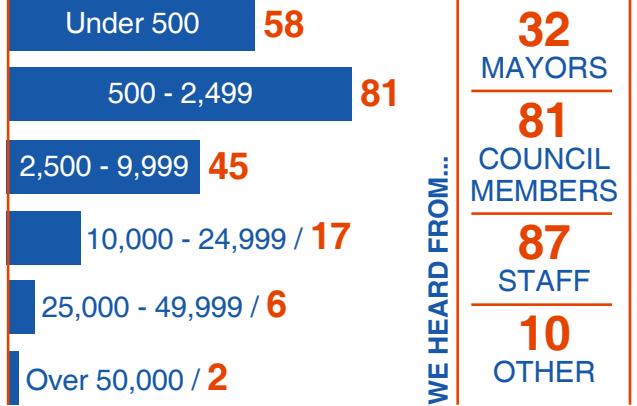 Under 500 58
500 - 2,499 81
2,500 - 9,999 45
10,000 - 24,999 / 17
25,000 - 49,999 / 6
Over 50,000 / 2
WE HEARD FROM...
32
MAYORS
81
COUNCIL
MEMBERS
87
STAFF
10
OTHER